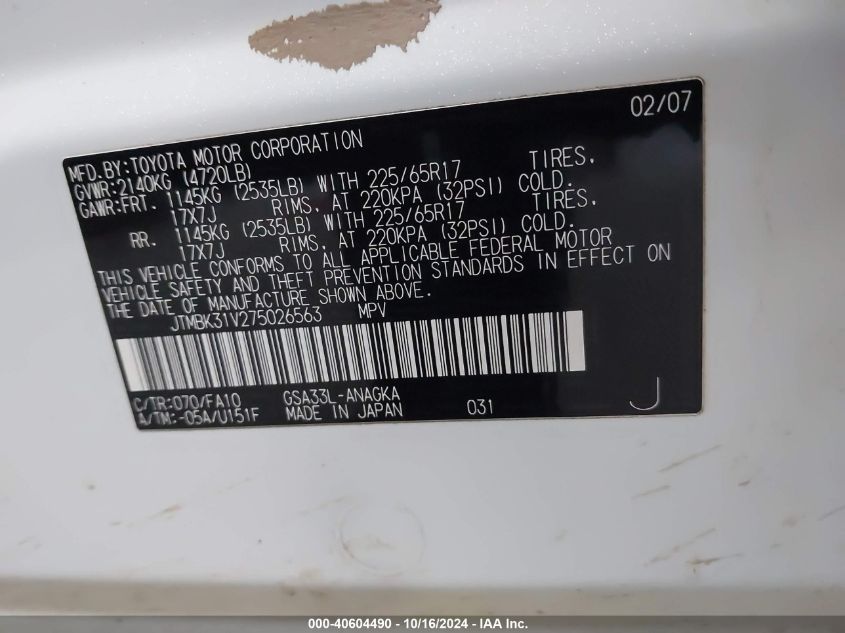 02/07
MFD.BY:TOYOTA MOTOR CORPORATION
GVWR:2140KG (4720LB)
GAWR:FRT. 1145KG (2535LB) WITH 225/65R17 TIRES,
17X7J RIMS, AT 220KPA (32PSI) COLD.
RR. 1145KG (2535LB) WITH 225/65R17 TIRES,
17X7J RIMS, AT 220KPA (32PSI) COLD.
THIS VEHICLE CONFORMS TO ALL APPLICABLE FEDERAL MOTOR
VEHICLE SAFETY AND THEFT PREVENTION STANDARDS IN EFFECT ON
THE DATE OF MANUFACTURE SHOWN ABOVE.
JTMBK31V275026563 MPV
C/TR:070/FA10 GSA33L-ANAGKA
A/TM:-05A/U151F MADE IN JAPAN 031 J
000-40604490 - 10/16/2024 - IAA Inc.